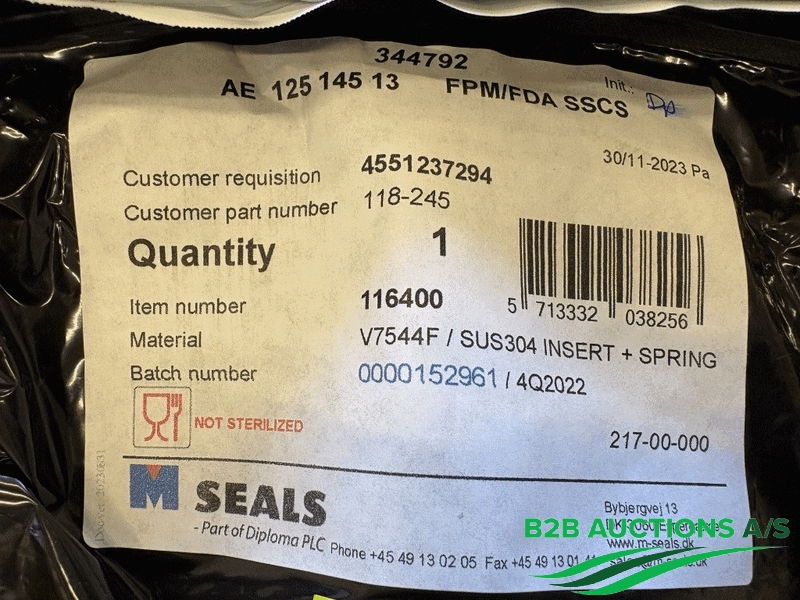 344792
AE 125 145 13 FPM/FDA SSCS Init.:
30/11-2023 Pa
Customer requisition 4551237294
Customer part number 118-245
Quantity 1
5 713332 038256
Item number 116400
Material V7544F / SUS304 INSERT + SPRING
Batch number 0000152961 / 4Q2022
NOT STERILIZED
217-00-000
M SEALS
- Part of Diploma PLC
Phone +45 49 13 02 05 Fax +45 49 13 01
Bybjergvej 13
DK-3060
www.m-seals.dk
B2B AUCTIONS A/S